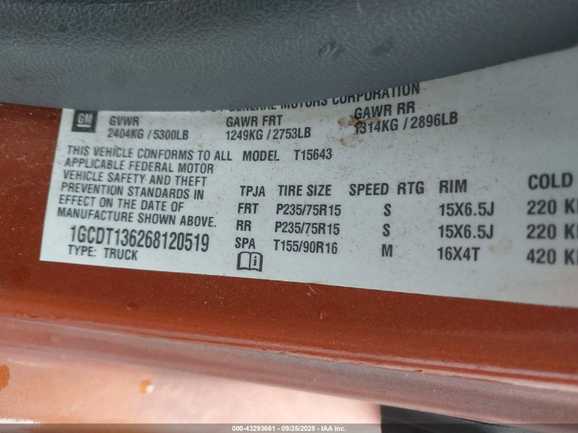 GENERAL MOTORS CORPORATION
GM GVWR GAWR FRT GAWR RR
2404KG / 5300LB 1249KG / 2753LB 1314KG / 2896LB
THIS VEHICLE CONFORMS TO ALL MODEL T15643
APPLICABLE FEDERAL MOTOR
VEHICLE SAFETY AND THEFT
PREVENTION STANDARDS IN
EFFECT ON THE DATE OF
MANUFACTURE SHOWN ABOVE.
1GCDT136268120519
TYPE: TRUCK
TPJA TIRE SIZE SPEED RTG RIM COLD
FRT P235/75R15 S 15X6.5J 220
RR P235/75R15 S 15X6.5J 220
SPA T155/90R16 M 16X4T 420
000-43293661 - 09/25/2025 - IAA Inc.